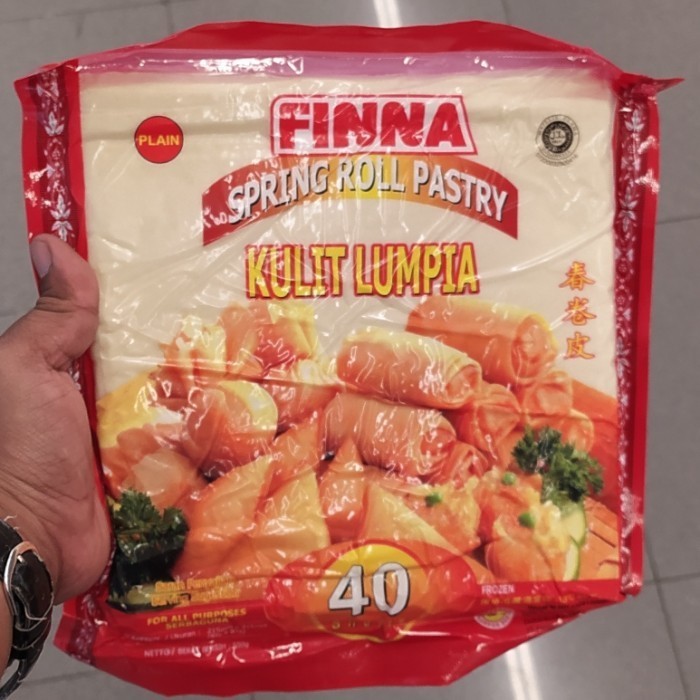 PLAIN
FINNA
SPRING ROLL PASTRY
KULIT LUMPIA
春卷皮
40
FROZEN
FOR ALL PURPOSES
SERBAGUNA